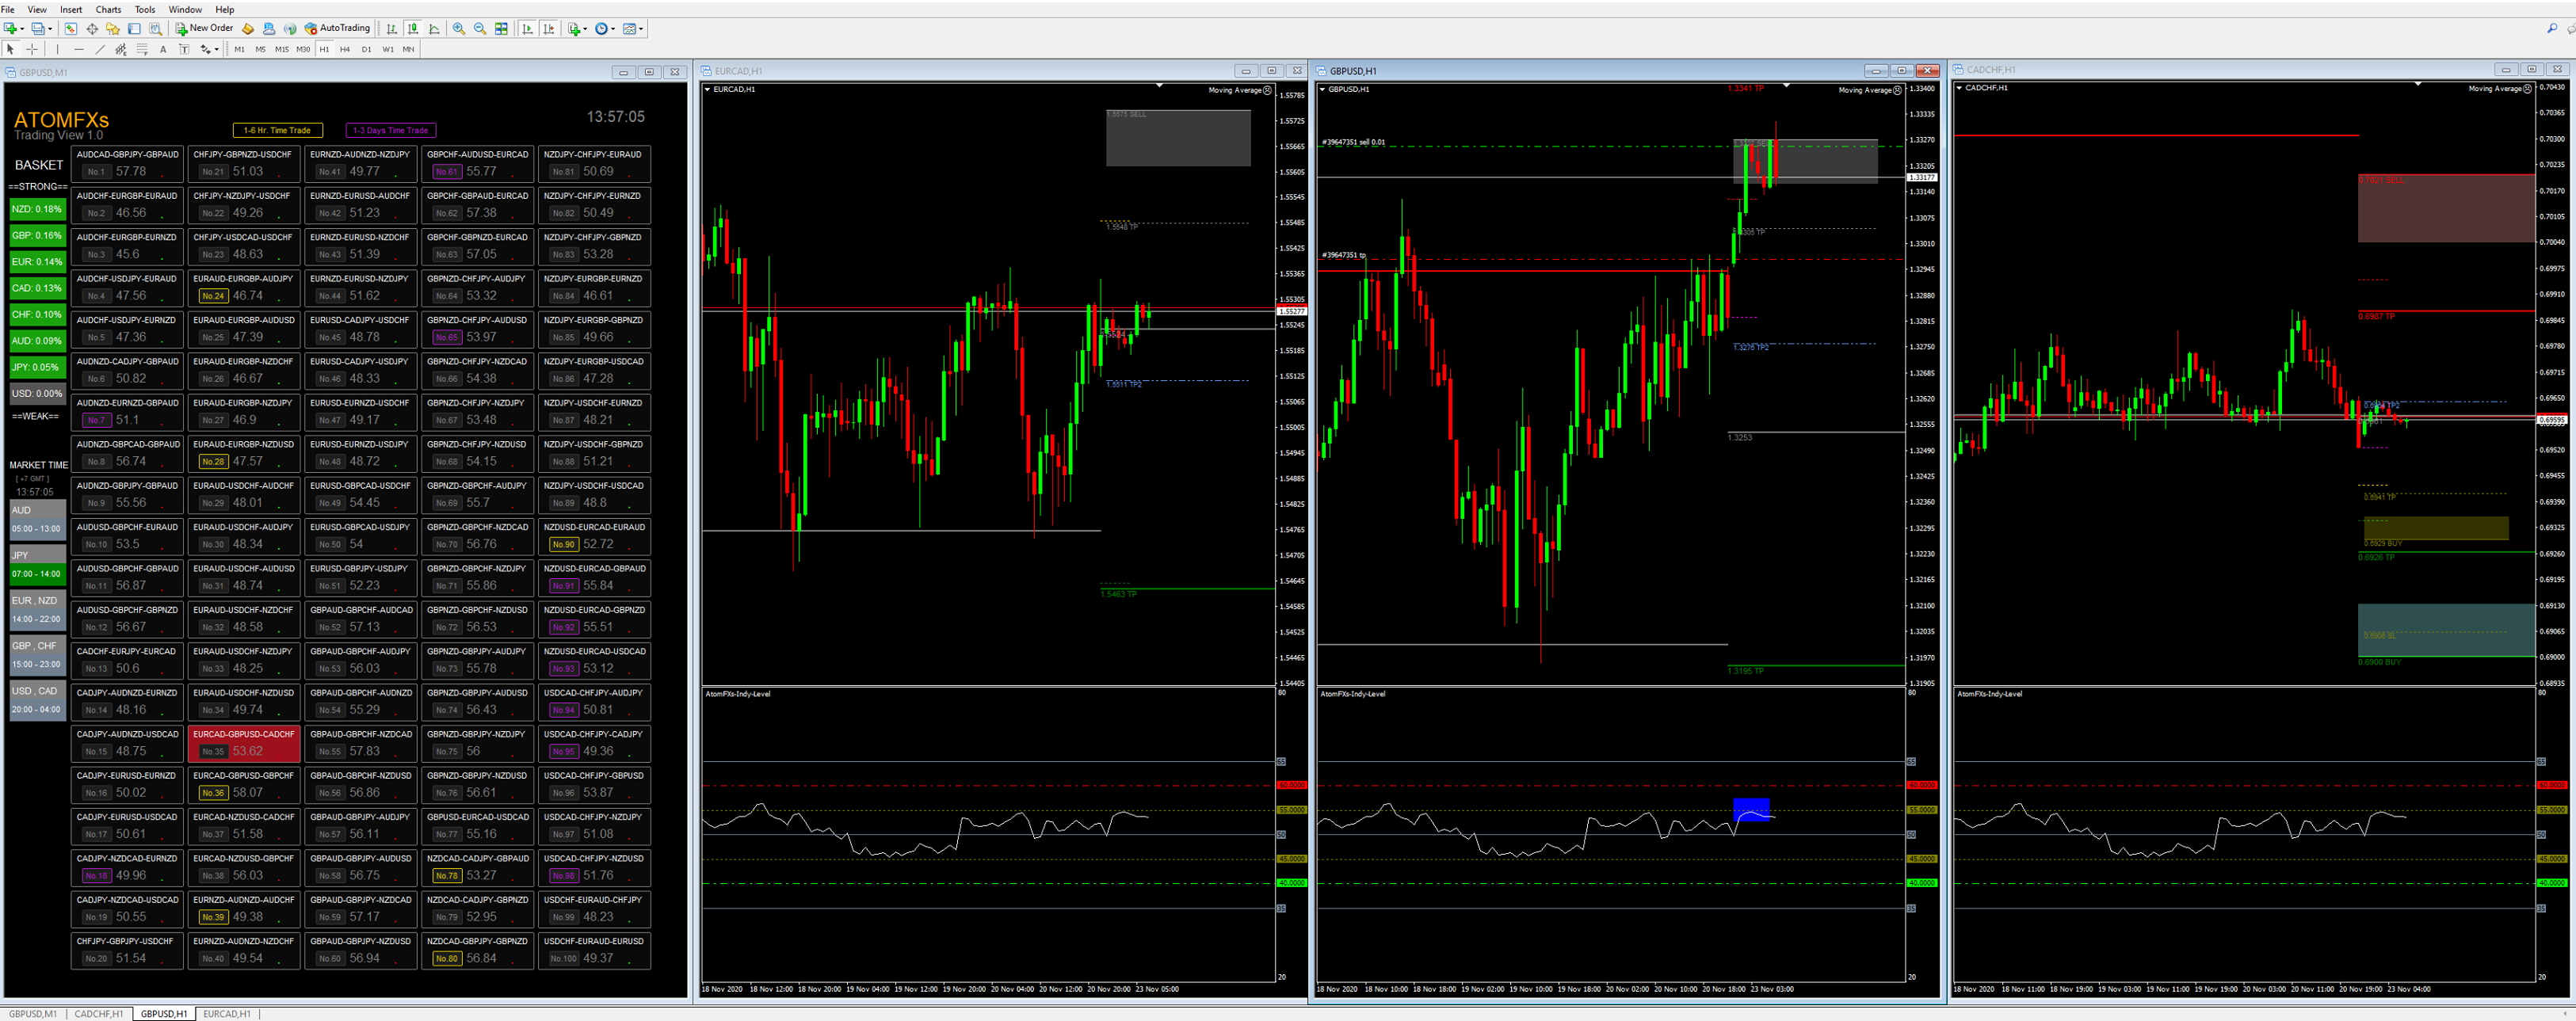 File View Insert Charts Tools Window Help
New Order AutoTrading
M1 M5 M15 M30 H1 H4 D1 W1 MN
GBPUSD,M1
ATOMFXs
Trading View 1.0
1-6 Hr. Time Trade
1-3 Days Time Trade
13:57:05
BASKET
==STRONG==
NZD: 0.18%
GBP: 0.16%
EUR: 0.14%
CAD: 0.13%
CHF: 0.10%
AUD: 0.09%
JPY: 0.05%
USD: 0.00%
==WEAK==
MARKET TIME
[ +7 GMT ]
13:57:05
AUD
05:00 - 13:00
JPY
07:00 - 14:00
EUR , NZD
14:00 - 22:00
GBP , CHF
15:00 - 23:00
USD , CAD
20:00 - 04:00
AUDCAD-GBPJPY-GBPAUD
No.1 57.78
AUDCHF-EURGBP-EURAUD
No.2 46.56
AUDCHF-EURGBP-EURNZD
No.3 45.6
AUDCHF-USDJPY-EURAUD
No.4 47.56
AUDCHF-USDJPY-EURNZD
No.5 47.36
AUDNZD-CADJPY-GBPAUD
No.6 50.82
AUDNZD-EURNZD-GBPAUD
No.7 51.1
AUDNZD-GBPCAD-GBPAUD
No.8 56.74
AUDNZD-GBPJPY-GBPAUD
No.9 55.56
AUDUSD-GBPCHF-EURAUD
No.10 53.5
AUDUSD-GBPCHF-GBPAUD
No.11 56.87
AUDUSD-GBPCHF-GBPNZD
No.12 56.67
CADCHF-EURJPY-EURCAD
No.13 50.6
CADJPY-AUDNZD-EURNZD
No.14 48.16
CADJPY-AUDNZD-USDCAD
No.15 48.75
CADJPY-EURUSD-EURNZD
No.16 50.02
CADJPY-EURUSD-USDCAD
No.17 50.61
CADJPY-NZDCAD-EURNZD
No.18 49.96
CADJPY-NZDCAD-USDCAD
No.19 50.55
CHFJPY-GBPJPY-USDCHF
No.20 51.54
CHFJPY-GBPNZD-USDCHF
No.21 51.03
CHFJPY-NZDJPY-USDCHF
No.22 49.26
CHFJPY-USDCAD-USDCHF
No.23 48.63
EURAUD-EURGBP-AUDJPY
No.24 46.74
EURAUD-EURGBP-AUDUSD
No.25 47.39
EURAUD-EURGBP-NZDCHF
No.26 46.67
EURAUD-EURGBP-NZDJPY
No.27 46.9
EURAUD-EURGBP-NZDUSD
No.28 47.57
EURAUD-USDCHF-AUDCHF
No.29 48.01
EURAUD-USDCHF-AUDJPY
No.30 48.34
EURAUD-USDCHF-AUDUSD
No.31 48.74
EURAUD-USDCHF-NZDCHF
No.32 48.58
EURAUD-USDCHF-NZDJPY
No.33 48.25
EURAUD-USDCHF-NZDUSD
No.34 49.74
EURCAD-GBPUSD-CADCHF
No.35 53.62
EURCAD-GBPUSD-GBPCHF
No.36 58.07
EURCAD-NZDUSD-CADCHF
No.37 51.58
EURCAD-NZDUSD-GBPCHF
No.38 56.03
EURNZD-AUDNZD-AUDCHF
No.39 49.38
EURNZD-AUDNZD-NZDCHF
No.40 49.54
EURNZD-AUDNZD-NZDJPY
No.41 49.77
EURNZD-EURUSD-AUDCHF
No.42 51.23
EURNZD-EURUSD-NZDCHF
No.43 51.39
EURNZD-EURUSD-NZDJPY
No.44 51.62
EURUSD-CADJPY-USDCHF
No.45 48.78
EURUSD-CADJPY-USDJPY
No.46 48.33
EURUSD-EURNZD-USDCHF
No.47 49.17
EURUSD-EURNZD-USDJPY
No.48 48.72
EURUSD-GBPCAD-USDCHF
No.49 54.45
EURUSD-GBPCAD-USDJPY
No.50 54
EURUSD-GBPJPY-USDJPY
No.51 52.23
GBPAUD-GBPCHF-AUDCAD
No.52 57.13
GBPAUD-GBPCHF-AUDJPY
No.53 56.03
GBPAUD-GBPCHF-AUDNZD
No.54 55.29
GBPAUD-GBPCHF-NZDCAD
No.55 57.83
GBPAUD-GBPCHF-NZDUSD
No.56 56.86
GBPAUD-GBPJPY-AUDNZD
No.57 56.11
GBPAUD-GBPJPY-AUDUSD
No.58 56.75
GBPAUD-GBPJPY-NZDCAD
No.59 57.17
GBPAUD-GBPJPY-NZDUSD
No.60 56.94
GBPCHF-AUDUSD-EURCAD
No.61 55.77
GBPCHF-GBPAUD-EURCAD
No.62 57.38
GBPCHF-GBPNZD-EURCAD
No.63 57.05
GBPNZD-CHFJPY-AUDJPY
No.64 53.32
GBPNZD-CHFJPY-AUDUSD
No.65 53.97
GBPNZD-CHFJPY-NZDCAD
No.66 54.38
GBPNZD-CHFJPY-NZDJPY
No.67 53.48
GBPNZD-CHFJPY-NZDUSD
No.68 54.15
GBPNZD-GBPCHF-AUDJPY
No.69 55.7
GBPNZD-GBPCHF-NZDCAD
No.70 56.76
GBPNZD-GBPCHF-NZDJPY
No.71 55.86
GBPNZD-GBPCHF-NZDUSD
No.72 56.53
GBPNZD-GBPJPY-AUDJPY
No.73 55.78
GBPNZD-GBPJPY-AUDUSD
No.74 56.43
GBPNZD-GBPJPY-NZDJPY
No.75 56
GBPNZD-GBPJPY-NZDUSD
No.76 56.61
GBPUSD-EURCAD-USDCAD
No.77 55.16
NZDCAD-CADJPY-GBPAUD
No.78 53.27
NZDCAD-CADJPY-GBPNZD
No.79 52.95
NZDCAD-GBPJPY-GBPNZD
No.80 56.84
NZDJPY-CHFJPY-EURAUD
No.81 50.69
NZDJPY-CHFJPY-EURNZD
No.82 50.49
NZDJPY-CHFJPY-GBPNZD
No.83 53.28
NZDJPY-EURGBP-EURNZD
No.84 46.61
NZDJPY-EURGBP-GBPNZD
No.85 49.66
NZDJPY-EURGBP-USDCAD
No.86 47.28
NZDJPY-USDCHF-EURNZD
No.87 48.21
NZDJPY-USDCHF-GBPNZD
No.88 51.21
NZDJPY-USDCHF-USDCAD
No.89 48.8
NZDUSD-EURCAD-EURAUD
No.90 52.72
NZDUSD-EURCAD-GBPAUD
No.91 55.84
NZDUSD-EURCAD-GBPNZD
No.92 55.51
NZDUSD-EURCAD-USDCAD
No.93 53.12
USDCAD-CHFJPY-AUDJPY
No.94 50.81
USDCAD-CHFJPY-CADJPY
No.95 49.36
USDCAD-CHFJPY-GBPUSD
No.96 53.87
USDCAD-CHFJPY-NZDJPY
No.97 51.08
USDCAD-CHFJPY-NZDUSD
No.98 51.76
USDCHF-EURAUD-CHFJPY
No.99 48.23
USDCHF-EURAUD-EURUSD
No.100 49.37
EURCAD,H1
EURCAD,H1
Moving Average
1.5575 SELL
1.5548 TP
1.5511 TP2
1.5463 TP
1.55785
1.55725
1.55665
1.55605
1.55545
1.55485
1.55425
1.55365
1.55305
1.55277
1.55245
1.55185
1.55125
1.55065
1.55005
1.54945
1.54885
1.54825
1.54765
1.54705
1.54645
1.54585
1.54525
1.54465
1.54405
AtomFXs-Indy-Level
80
65
60.0000
55.0000
50
45.0000
40.0000
35
20
18 Nov 2020 18 Nov 12:00 18 Nov 20:00 19 Nov 04:00 19 Nov 12:00 19 Nov 20:00 20 Nov 04:00 20 Nov 12:00 20 Nov 20:00 23 Nov 05:00
GBPUSD,H1
GBPUSD,H1
Moving Average
1.3341 TP
#39647351 sell 0.01
1.3305 TP
#39647351 tp
1.3276 TP2
1.3253
1.3195 TP
1.33400
1.33335
1.33270
1.33205
1.33177
1.33140
1.33075
1.33010
1.32945
1.32880
1.32815
1.32750
1.32685
1.32620
1.32555
1.32490
1.32425
1.32360
1.32295
1.32230
1.32165
1.32100
1.32035
1.31970
1.31905
AtomFXs-Indy-Level
80
65
60.0000
55.0000
50
45.0000
40.0000
35
20
18 Nov 2020 18 Nov 10:00 18 Nov 18:00 19 Nov 02:00 19 Nov 10:00 19 Nov 18:00 20 Nov 02:00 20 Nov 10:00 20 Nov 18:00 23 Nov 03:00
CADCHF,H1
CADCHF,H1
Moving Average
0.7021 SELL
0.6987 TP
0.6941 TP
0.6929 BUY
0.6926 TP
0.6906 SL
0.6900 BUY
0.70430
0.70365
0.70300
0.70235
0.70170
0.70105
0.70040
0.69975
0.69910
0.69845
0.69780
0.69715
0.69650
0.69595
0.69520
0.69455
0.69390
0.69325
0.69260
0.69195
0.69130
0.69065
0.69000
0.68935
AtomFXs-Indy-Level
80
65
60.0000
55.0000
50
45.0000
40.0000
35
20
18 Nov 2020 18 Nov 11:00 18 Nov 19:00 19 Nov 03:00 19 Nov 11:00 19 Nov 19:00 20 Nov 03:00 20 Nov 11:00 20 Nov 19:00 23 Nov 04:00
GBPUSD,M1 CADCHF,H1 GBPUSD,H1 EURCAD,H1